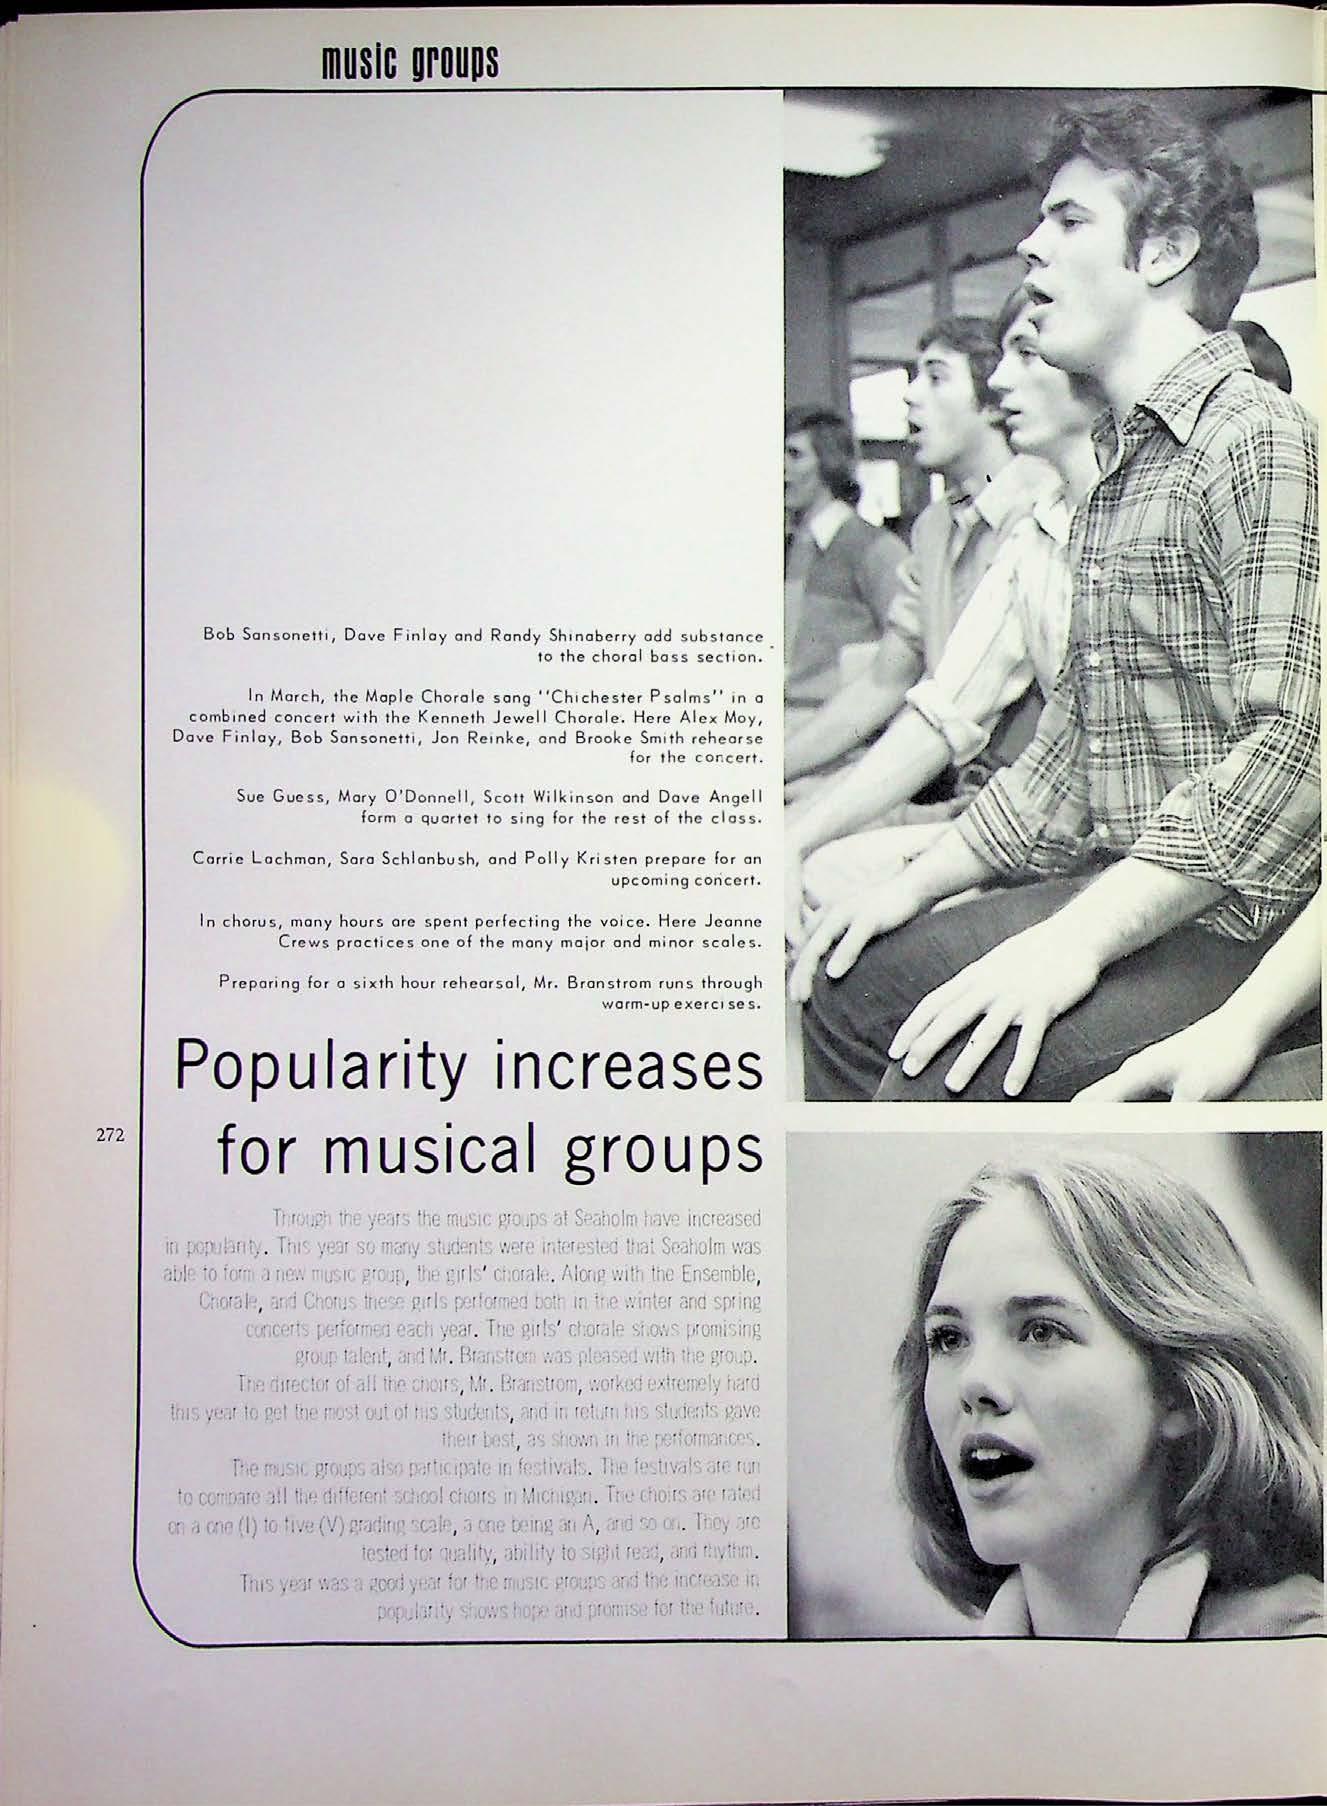 music groups
Bob Sansonetti, Dave Finlay and Randy Shinaberry add substance
to the choral bass section.
In March, the Maple Chorale sang "Chichester Psalms" in a
combined concert with the Kenneth Jewell Chorale. Here Alex Moy,
Dave Finlay, Bob Sansonetti, Jon Reinke, and Brooke Smith rehearse
for the concert.
Sue Guess, Mary O'Donnell, Scott Wilkinson and Dave Angell
form a quartet to sing for the rest of the class.
Carrie Lachman, Sara Schlanbush, and Polly Kristen prepare for an
upcoming concert.
In chorus, many hours are spent perfecting the voice. Here Jeanne
Crews practices one of the many major and minor scales.
Preparing for a sixth hour rehearsal, Mr. Branstrom runs through
warm-up exercises.
Popularity increases
for musical groups
272
Through the years the music groups at Seaholm have increased
in popularity. This year so many students were interested that Seaholm was
able to form a new music group, the girls' chorale. Along with the Ensemble,
Chorale, and Chorus these girls performed both in the winter and spring
concerts performed each year. The girls' chorale shows promising
group talent, and Mr. Branstrom was pleased with the group.
The director of all the choirs, Mr. Branstrom, worked extremely hard
this year to get the most out of his students, and in return his students gave
their best, as shown in the performances.
The music groups also participate in festivals. The festivals are run
to compare all the different school choirs in Michigan. The choirs are rated
on a one (I) to five (V) grading scale, a one being an A, and so on. They are
tested for quality, ability to sight read, and rhythm.
This year was a good year for the music groups and the increase in
popularity shows hope and promise for the future.